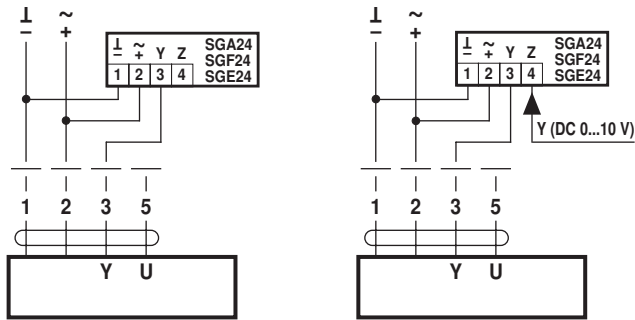 ⊥ ~
– +
⊥ ~ Y Z SGA24
– + SGF24
1 2 3 4 SGE24
1 2 3 5
Y U
⊥ ~
– +
⊥ ~ Y Z SGA24
– + SGF24
1 2 3 4 SGE24
Y (DC 0...10 V)
1 2 3 5
Y U